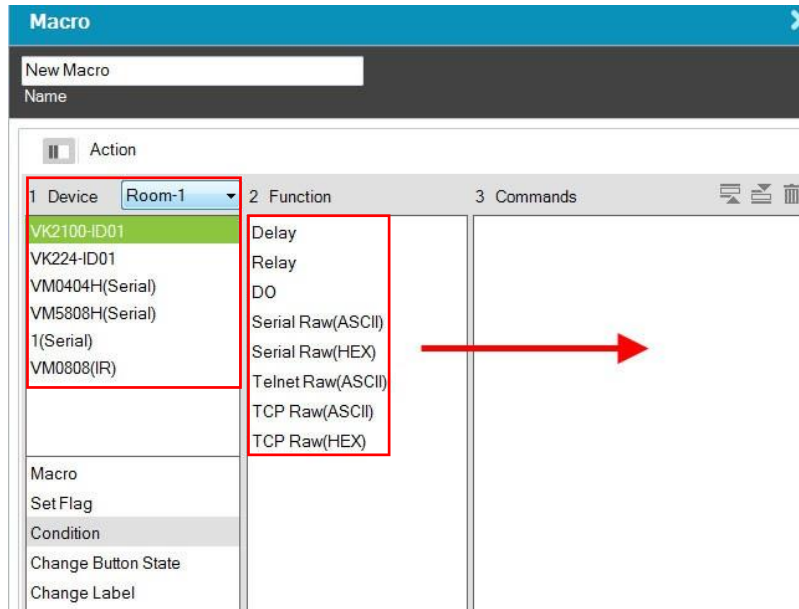 Macro
New Macro
Name
Action
1 Device Room-1 2 Function 3 Commands
VK2100-ID01
VK224-ID01
VM0404H(Serial)
VM5808H(Serial)
1(Serial)
VM0808(IR)
Delay
Relay
DO
Serial Raw(ASCII)
Serial Raw(HEX)
Telnet Raw(ASCII)
TCP Raw(ASCII)
TCP Raw(HEX)
Macro
Set Flag
Condition
Change Button State
Change Label